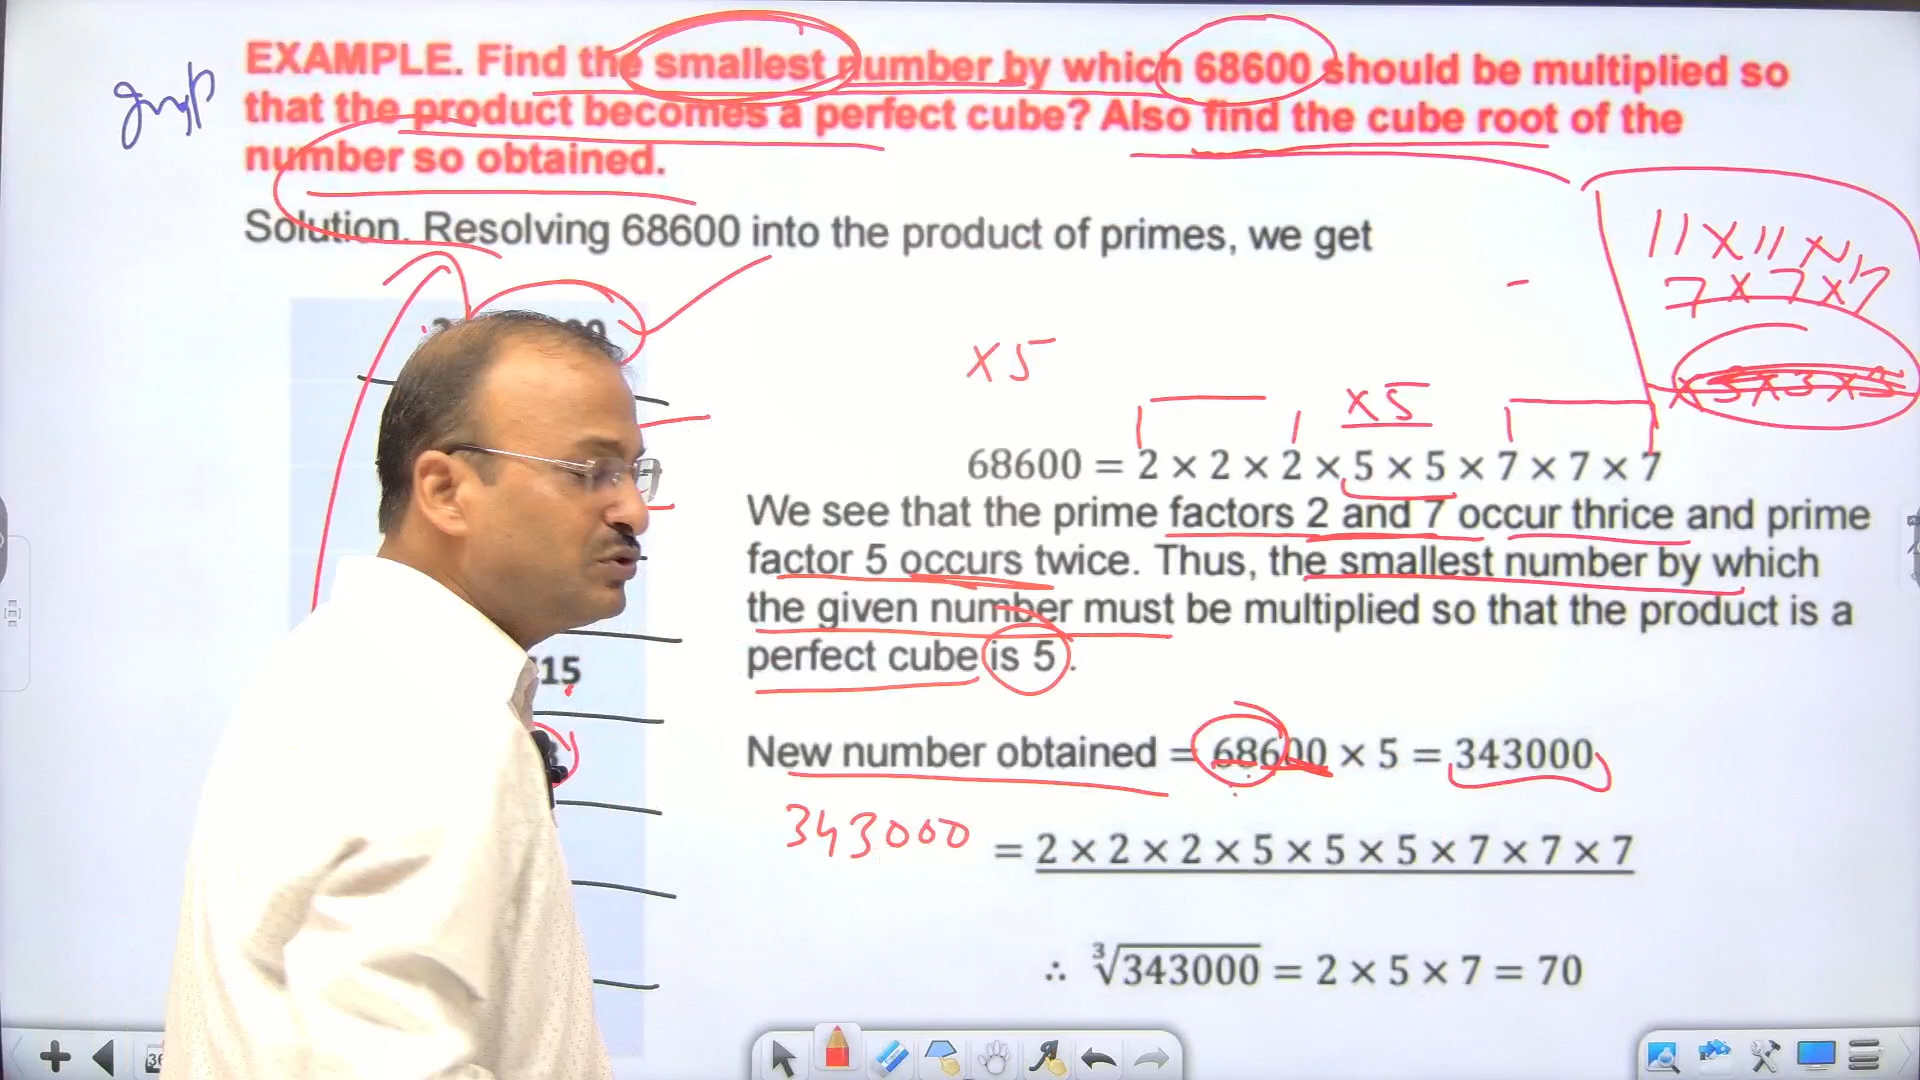 EXAMPLE. Find the smallest number by which 68600 should be multiplied so
that the product becomes a perfect cube? Also find the cube root of the
number so obtained.
Solution. Resolving 68600 into the product of primes, we get
11 × 11 ×
7 × 7 × 7
× 5
× 5
68600 = 2 × 2 × 2 × 5 × 5 × 7 × 7 × 7
We see that the prime factors 2 and 7 occur thrice and prime
factor 5 occurs twice. Thus, the smallest number by which
the given number must be multiplied so that the product is a
perfect cube is 5 .
15
New number obtained = 68600 × 5 = 343000
343000 = 2 × 2 × 2 × 5 × 5 × 5 × 7 × 7 × 7
∴ ∛343000 = 2 × 5 × 7 = 70